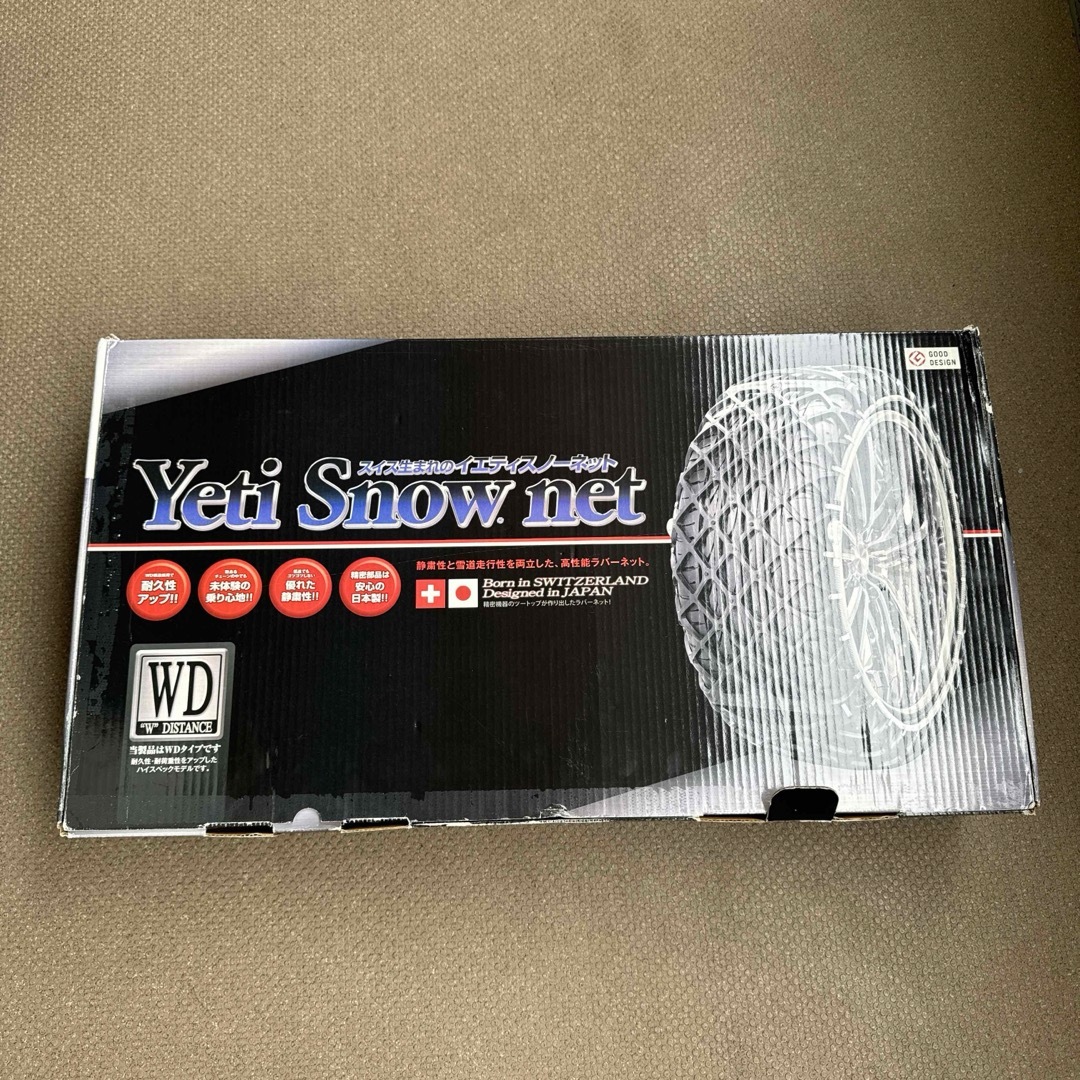 GOOD
DESIGN
スイス生まれのイエティスノーネット
Yeti Snow net
静粛性と雪道走行性を両立した、高性能ラバーネット。
Born in SWITZERLAND
Designed in JAPAN
精密機器のツートップが作り出したラバーネット!
耐久性
アップ!!
未体験の
乗り心地!!
優れた
静粛性!!
精密部品は
安心の
日本製!!
WD
"W" DISTANCE
当製品はWDタイプです
耐久性・耐荷重性をアップした
ハイスペックモデルです。